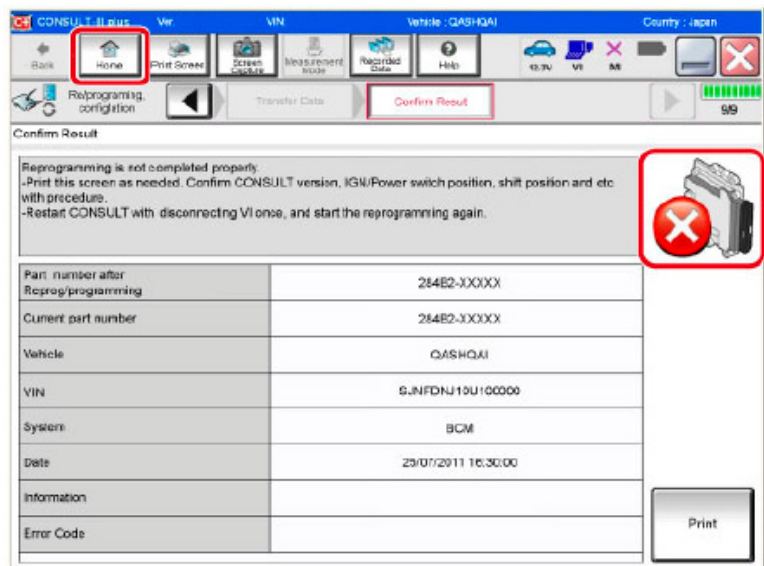 CONSULT-III plus Ver. VIN Vehicle : QASHQAI Country : Japan
Back
Home
Print Screen
Screen Capture
Measurement Mode
Recorded Data
Help
12.7V
VI
MI
Re/programing, configlation
Transfer Data
Confirm Result
9/9
Confirm Result
Reprogramming is not completed properly.
-Print this screen as needed. Confirm CONSULT version, IGN/Power switch position, shift position and etc
with procedure.
-Restart CONSULT with disconnecting VI once, and start the reprogramming again.
Part number after
Reprog/programming
284B2-XXXXX
Current part number 284B2-XXXXX
Vehicle QASHQAI
VIN SJNFDNJ10U100000
System BCM
Date 25/07/2011 16:30:00
Information
Error Code
Print